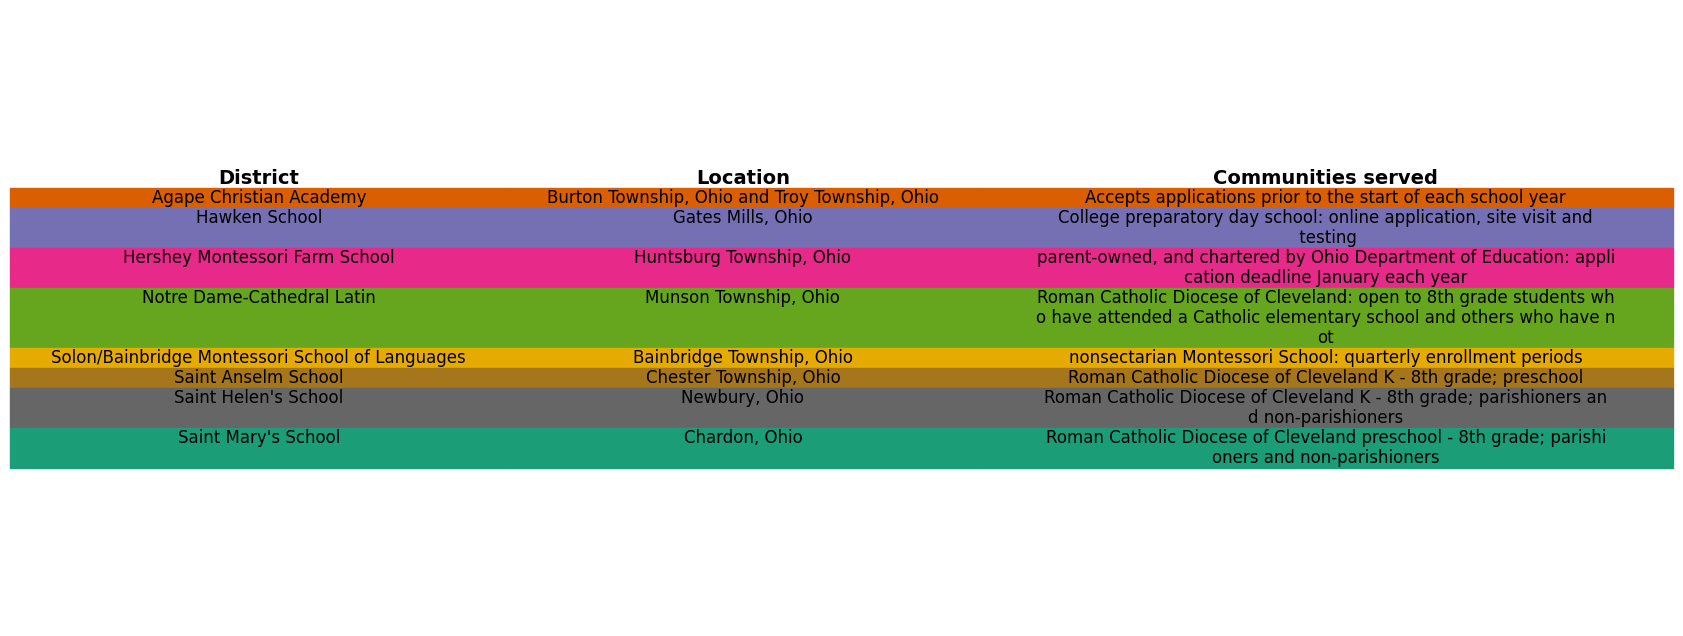 District Location Communities served
Agape Christian Academy Burton Township, Ohio and Troy Township, Ohio Accepts applications prior to the start of each school year
Hawken School Gates Mills, Ohio College preparatory day school: online application, site visit and
testing
Hershey Montessori Farm School Huntsburg Township, Ohio parent-owned, and chartered by Ohio Department of Education: appli
cation deadline January each year
Notre Dame-Cathedral Latin Munson Township, Ohio Roman Catholic Diocese of Cleveland: open to 8th grade students wh
o have attended a Catholic elementary school and others who have n
ot
Solon/Bainbridge Montessori School of Languages Bainbridge Township, Ohio nonsectarian Montessori School: quarterly enrollment periods
Saint Anselm School Chester Township, Ohio Roman Catholic Diocese of Cleveland K - 8th grade; preschool
Saint Helen's School Newbury, Ohio Roman Catholic Diocese of Cleveland K - 8th grade; parishioners an
d non-parishioners
Saint Mary's School Chardon, Ohio Roman Catholic Diocese of Cleveland preschool - 8th grade; parishi
oners and non-parishioners